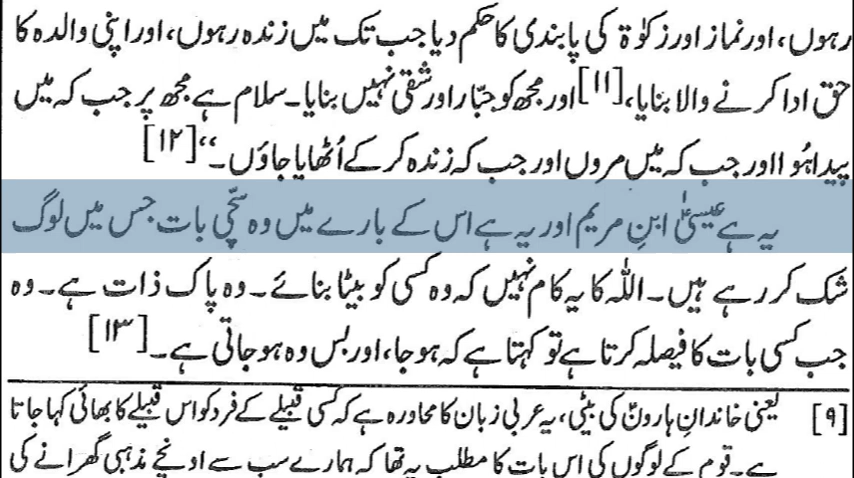 رہوں، اور نماز اور زکوٰۃ کی پابندی کا حکم دیا جب تک میں زندہ رہوں، اور اپنی والدہ کا
حق ادا کرنے والا بنایا، [۱۱] اور مجھ کو جبّار اور شقی نہیں بنایا۔ سلام ہے مجھ پر جب کہ میں
پیدا ہُوا اور جب کہ میں مروں اور جب کہ زندہ کر کے اُٹھایا جاؤں۔“ [۱۲]
یہ ہے عیسیٰؑ ابنِ مریم اور یہ ہے اس کے بارے میں وہ سچّی بات جس میں لوگ
شک کر رہے ہیں۔ اللہ کا یہ کام نہیں کہ وہ کسی کو بیٹا بنائے۔ وہ پاک ذات ہے۔ وہ
جب کسی بات کا فیصلہ کرتا ہے تو کہتا ہے کہ ہو جا، اور بس وہ ہو جاتی ہے۔ [۱۳]
[۹] یعنی خاندانِ ہارونؑ کی بیٹی، یہ عربی زبان کا محاورہ ہے کہ کسی قبیلے کے فرد کو اس قبیلے کا بھائی کہا جاتا
ہے۔ قوم کے لوگوں کی اس بات کا مطلب یہ تھا کہ ہمارے سب سے اونچے مذہبی گھرانے کی